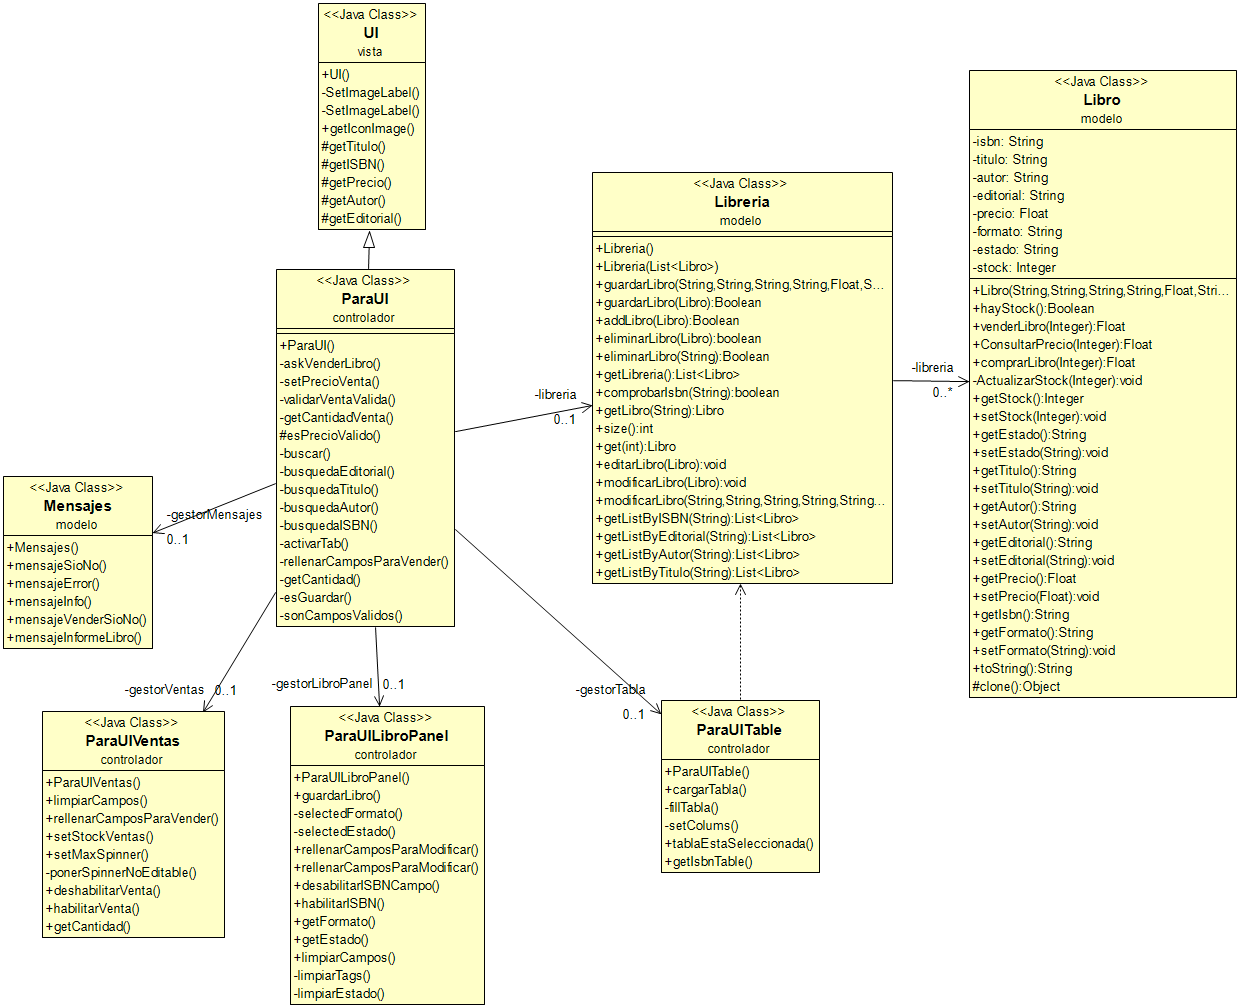 <<Java Class>>
UI
vista
+UI()
-SetImageLabel()
-SetImageLabel()
+getIconImage()
#getTitulo()
#getISBN()
#getPrecio()
#getAutor()
#getEditorial()
<<Java Class>>
ParaUI
controlador
+ParaUI()
-askVenderLibro()
-setPrecioVenta()
-validarVentaValida()
-getCantidadVenta()
#esPrecioValido()
-buscar()
-busquedaEditorial()
-busquedaTitulo()
-busquedaAutor()
-busquedaISBN()
-activarTab()
-rellenarCamposParaVender()
-getCantidad()
-esGuardar()
-sonCamposValidos()
<<Java Class>>
Libreria
modelo
+Libreria()
+Libreria(List<Libro>)
+guardarLibro(String,String,String,String,Float,S...
+guardarLibro(Libro):Boolean
+addLibro(Libro):Boolean
+eliminarLibro(Libro):boolean
+eliminarLibro(String):Boolean
+getLibreria():List<Libro>
+comprobarIsbn(String):boolean
+getLibro(String):Libro
+size():int
+get(int):Libro
+editarLibro(Libro):void
+modificarLibro(Libro):void
+modificarLibro(String,String,String,String,String...
+getListByISBN(String):List<Libro>
+getListByEditorial(String):List<Libro>
+getListByAutor(String):List<Libro>
+getListByTitulo(String):List<Libro>
<<Java Class>>
Libro
modelo
-isbn: String
-titulo: String
-autor: String
-editorial: String
-precio: Float
-formato: String
-estado: String
-stock: Integer
+Libro(String,String,String,String,Float,Stri...
+hayStock():Boolean
+venderLibro(Integer):Float
+ConsultarPrecio(Integer):Float
+comprarLibro(Integer):Float
-ActualizarStock(Integer):void
+getStock():Integer
+setStock(Integer):void
+getEstado():String
+setEstado(String):void
+getTitulo():String
+setTitulo(String):void
+getAutor():String
+setAutor(String):void
+getEditorial():String
+setEditorial(String):void
+getPrecio():Float
+setPrecio(Float):void
+getIsbn():String
+getFormato():String
+setFormato(String):void
+toString():String
#clone():Object
-libreria
0..1
-libreria
0..*
<<Java Class>>
Mensajes
modelo
+Mensajes()
+mensajeSioNo()
+mensajeError()
+mensajeInfo()
+mensajeVenderSioNo()
+mensajeInformeLibro()
-gestorMensajes
0..1
-gestorVentas
0..1
-gestorLibroPanel
0..1
-gestorTabla
0..1
<<Java Class>>
ParaUIVentas
controlador
+ParaUIVentas()
+limpiarCampos()
+rellenarCamposParaVender()
+setStockVentas()
+setMaxSpinner()
-ponerSpinnerNoEditable()
+deshabilitarVenta()
+habilitarVenta()
+getCantidad()
<<Java Class>>
ParaUILibroPanel
controlador
+ParaUILibroPanel()
+guardarLibro()
-selectedFormato()
-selectedEstado()
+rellenarCamposParaModificar()
+rellenarCamposParaModificar()
+desabilitarISBNCampo()
+habilitarISBN()
+getFormato()
+getEstado()
+limpiarCampos()
-limpiarTags()
-limpiarEstado()
<<Java Class>>
ParaUITable
controlador
+ParaUITable()
+cargarTabla()
-fillTabla()
-setColums()
+tablaEstaSeleccionada()
+getIsbnTable()